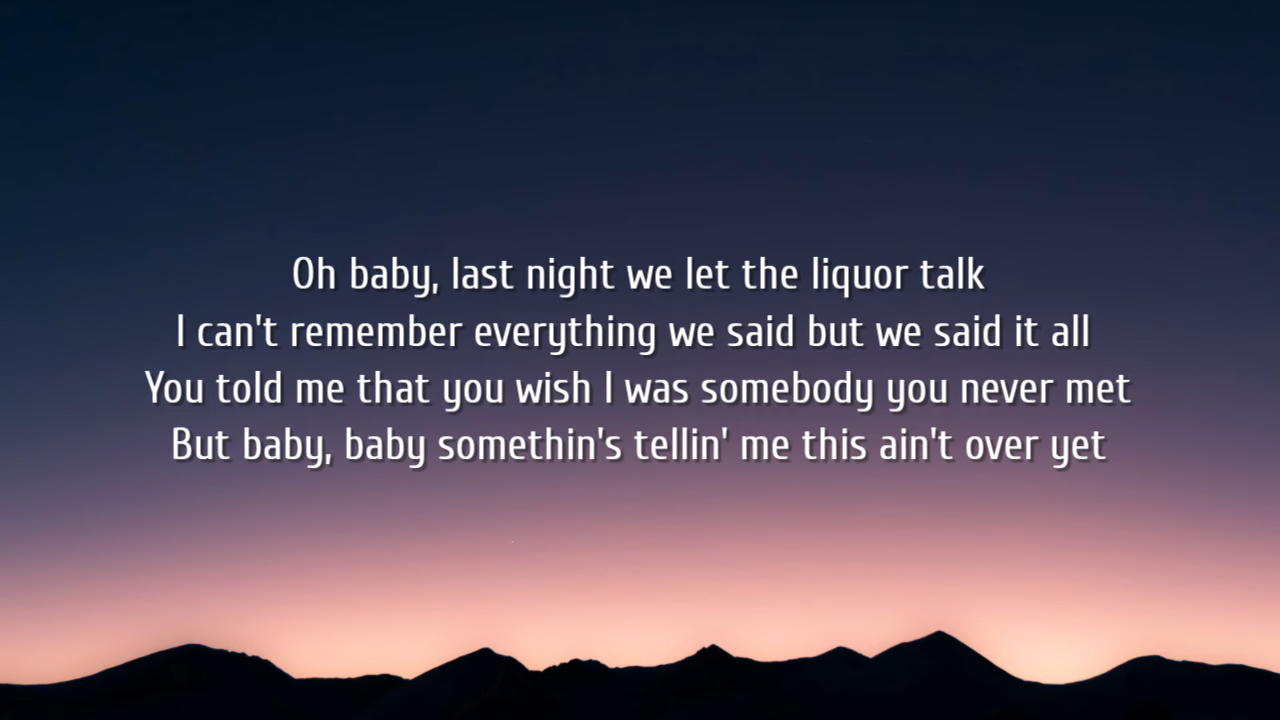 Oh baby, last night we let the liquor talk
I can't remember everything we said but we said it all
You told me that you wish I was somebody you never met
But baby, baby somethin's tellin' me this ain't over yet